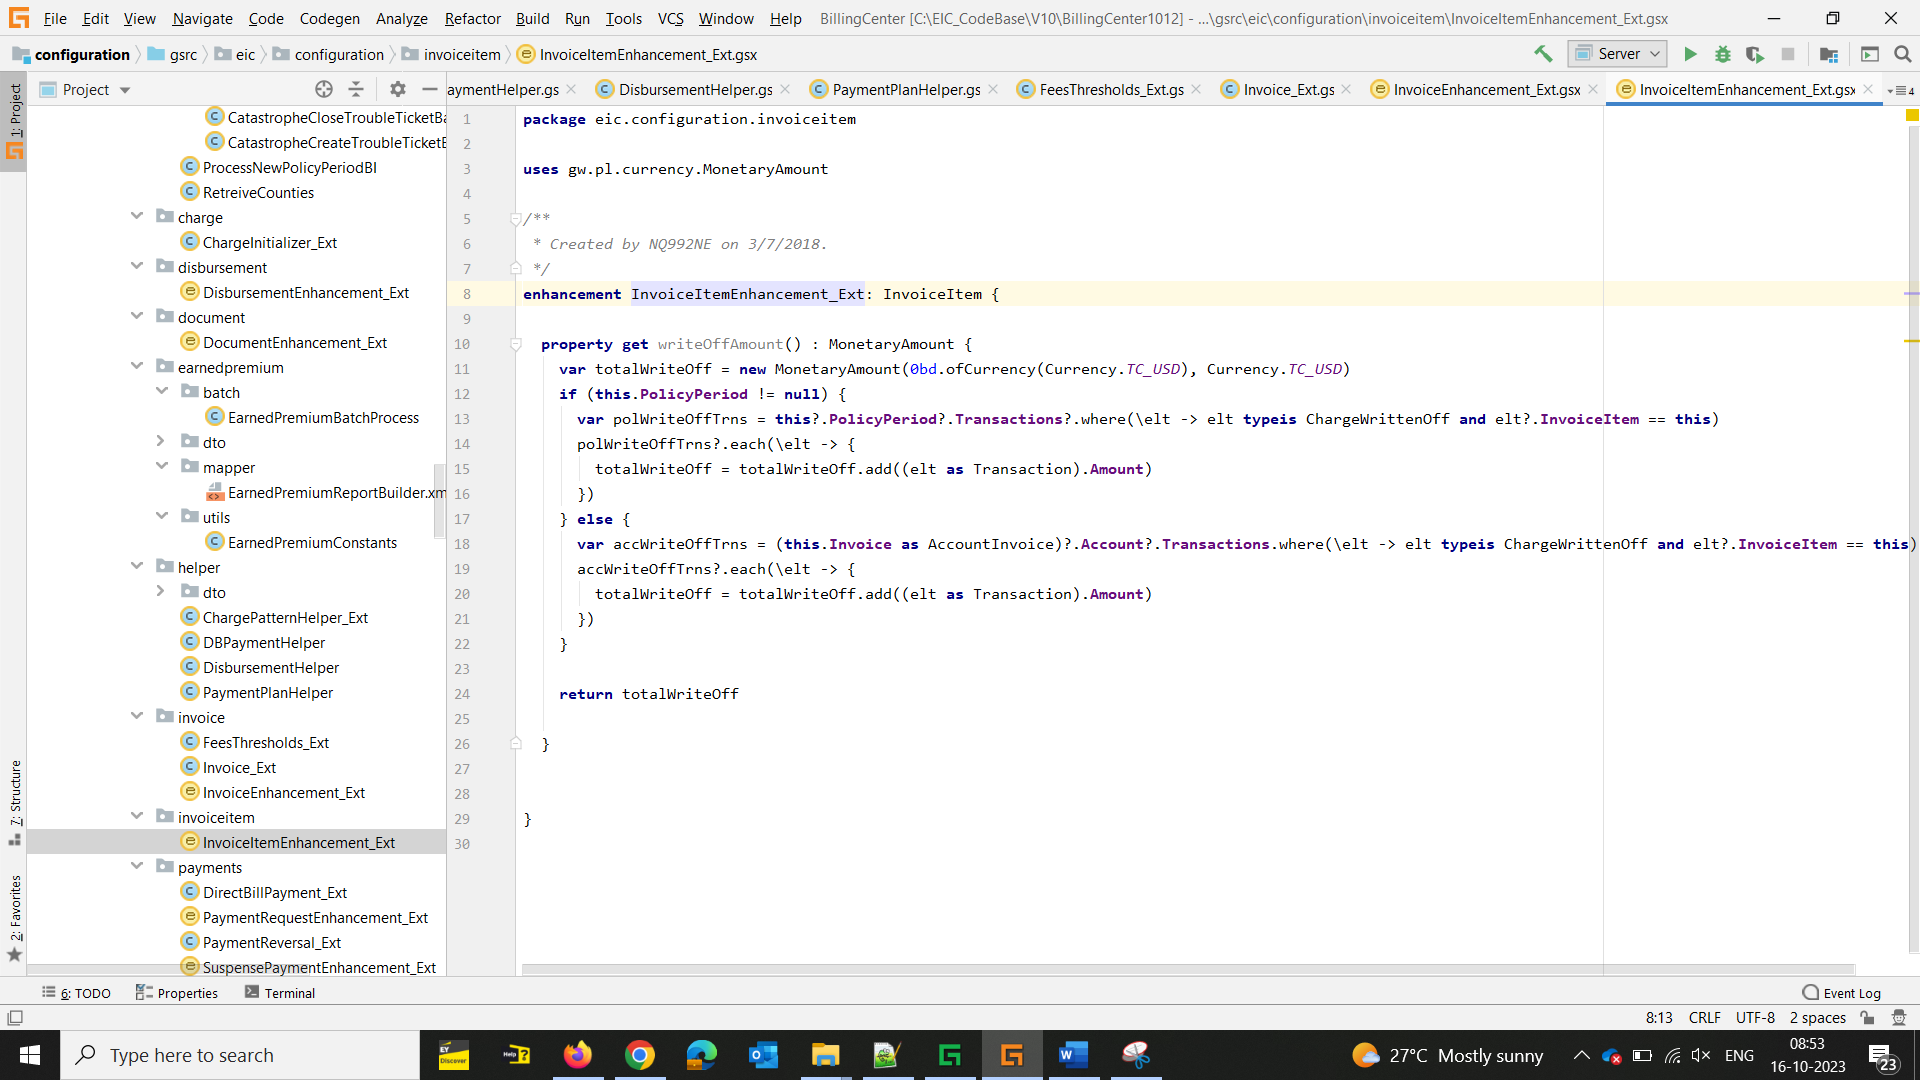 File Edit View Navigate Code Codegen Analyze Refactor Build Run Tools VCS Window Help BillingCenter [C:\EIC_CodeBase\V10\BillingCenter1012] - ...\gsrc\eic\configuration\invoiceitem\InvoiceItemEnhancement_Ext.gsx
configuration gsrc eic configuration invoiceitem InvoiceItemEnhancement_Ext.gsx Server
Project aymentHelper.gs DisbursementHelper.gs PaymentPlanHelper.gs FeesThresholds_Ext.gs Invoice_Ext.gs InvoiceEnhancement_Ext.gsx InvoiceItemEnhancement_Ext.gsx 4
1: Project
7: Structure
2: Favorites
CatastropheCloseTroubleTicketBa
CatastropheCreateTroubleTicketB
ProcessNewPolicyPeriodBI
RetreiveCounties
charge
ChargeInitializer_Ext
disbursement
DisbursementEnhancement_Ext
document
DocumentEnhancement_Ext
earnedpremium
batch
EarnedPremiumBatchProcess
dto
mapper
EarnedPremiumReportBuilder.xm
utils
EarnedPremiumConstants
helper
dto
ChargePatternHelper_Ext
DBPaymentHelper
DisbursementHelper
PaymentPlanHelper
invoice
FeesThresholds_Ext
Invoice_Ext
InvoiceEnhancement_Ext
invoiceitem
InvoiceItemEnhancement_Ext
payments
DirectBillPayment_Ext
PaymentRequestEnhancement_Ext
PaymentReversal_Ext
SuspensePaymentEnhancement_Ext
1 package eic.configuration.invoiceitem
2
3 uses gw.pl.currency.MonetaryAmount
4
5 /**
6 * Created by NQ992NE on 3/7/2018.
7 */
8 enhancement InvoiceItemEnhancement_Ext: InvoiceItem {
9
10 property get writeOffAmount() : MonetaryAmount {
11 var totalWriteOff = new MonetaryAmount(0bd.ofCurrency(Currency.TC_USD), Currency.TC_USD)
12 if (this.PolicyPeriod != null) {
13 var polWriteOffTrns = this?.PolicyPeriod?.Transactions?.where(\elt -> elt typeis ChargeWrittenOff and elt?.InvoiceItem == this)
14 polWriteOffTrns?.each(\elt -> {
15 totalWriteOff = totalWriteOff.add((elt as Transaction).Amount)
16 })
17 } else {
18 var accWriteOffTrns = (this.Invoice as AccountInvoice)?.Account?.Transactions.where(\elt -> elt typeis ChargeWrittenOff and elt?.InvoiceItem == this)
19 accWriteOffTrns?.each(\elt -> {
20 totalWriteOff = totalWriteOff.add((elt as Transaction).Amount)
21 })
22 }
23
24 return totalWriteOff
25
26 }
27
28
29 }
30
6: TODO Properties Terminal Event Log
8:13 CRLF UTF-8 2 spaces
Type here to search EY Discover Help? 27°C Mostly sunny ENG 08:53 16-10-2023 23